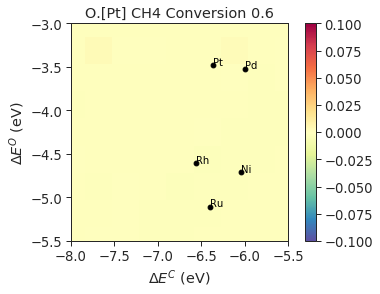 O.[Pt] CH4 Conversion 0.6
−3.0
−3.5
−4.0
−4.5
−5.0
−5.5
ΔE^O (eV)
Pt
Pd
Rh
Ni
Ru
−8.0 −7.5 −7.0 −6.5 −6.0 −5.5
ΔE^C (eV)
0.100
0.075
0.050
0.025
0.000
−0.025
−0.050
−0.075
−0.100